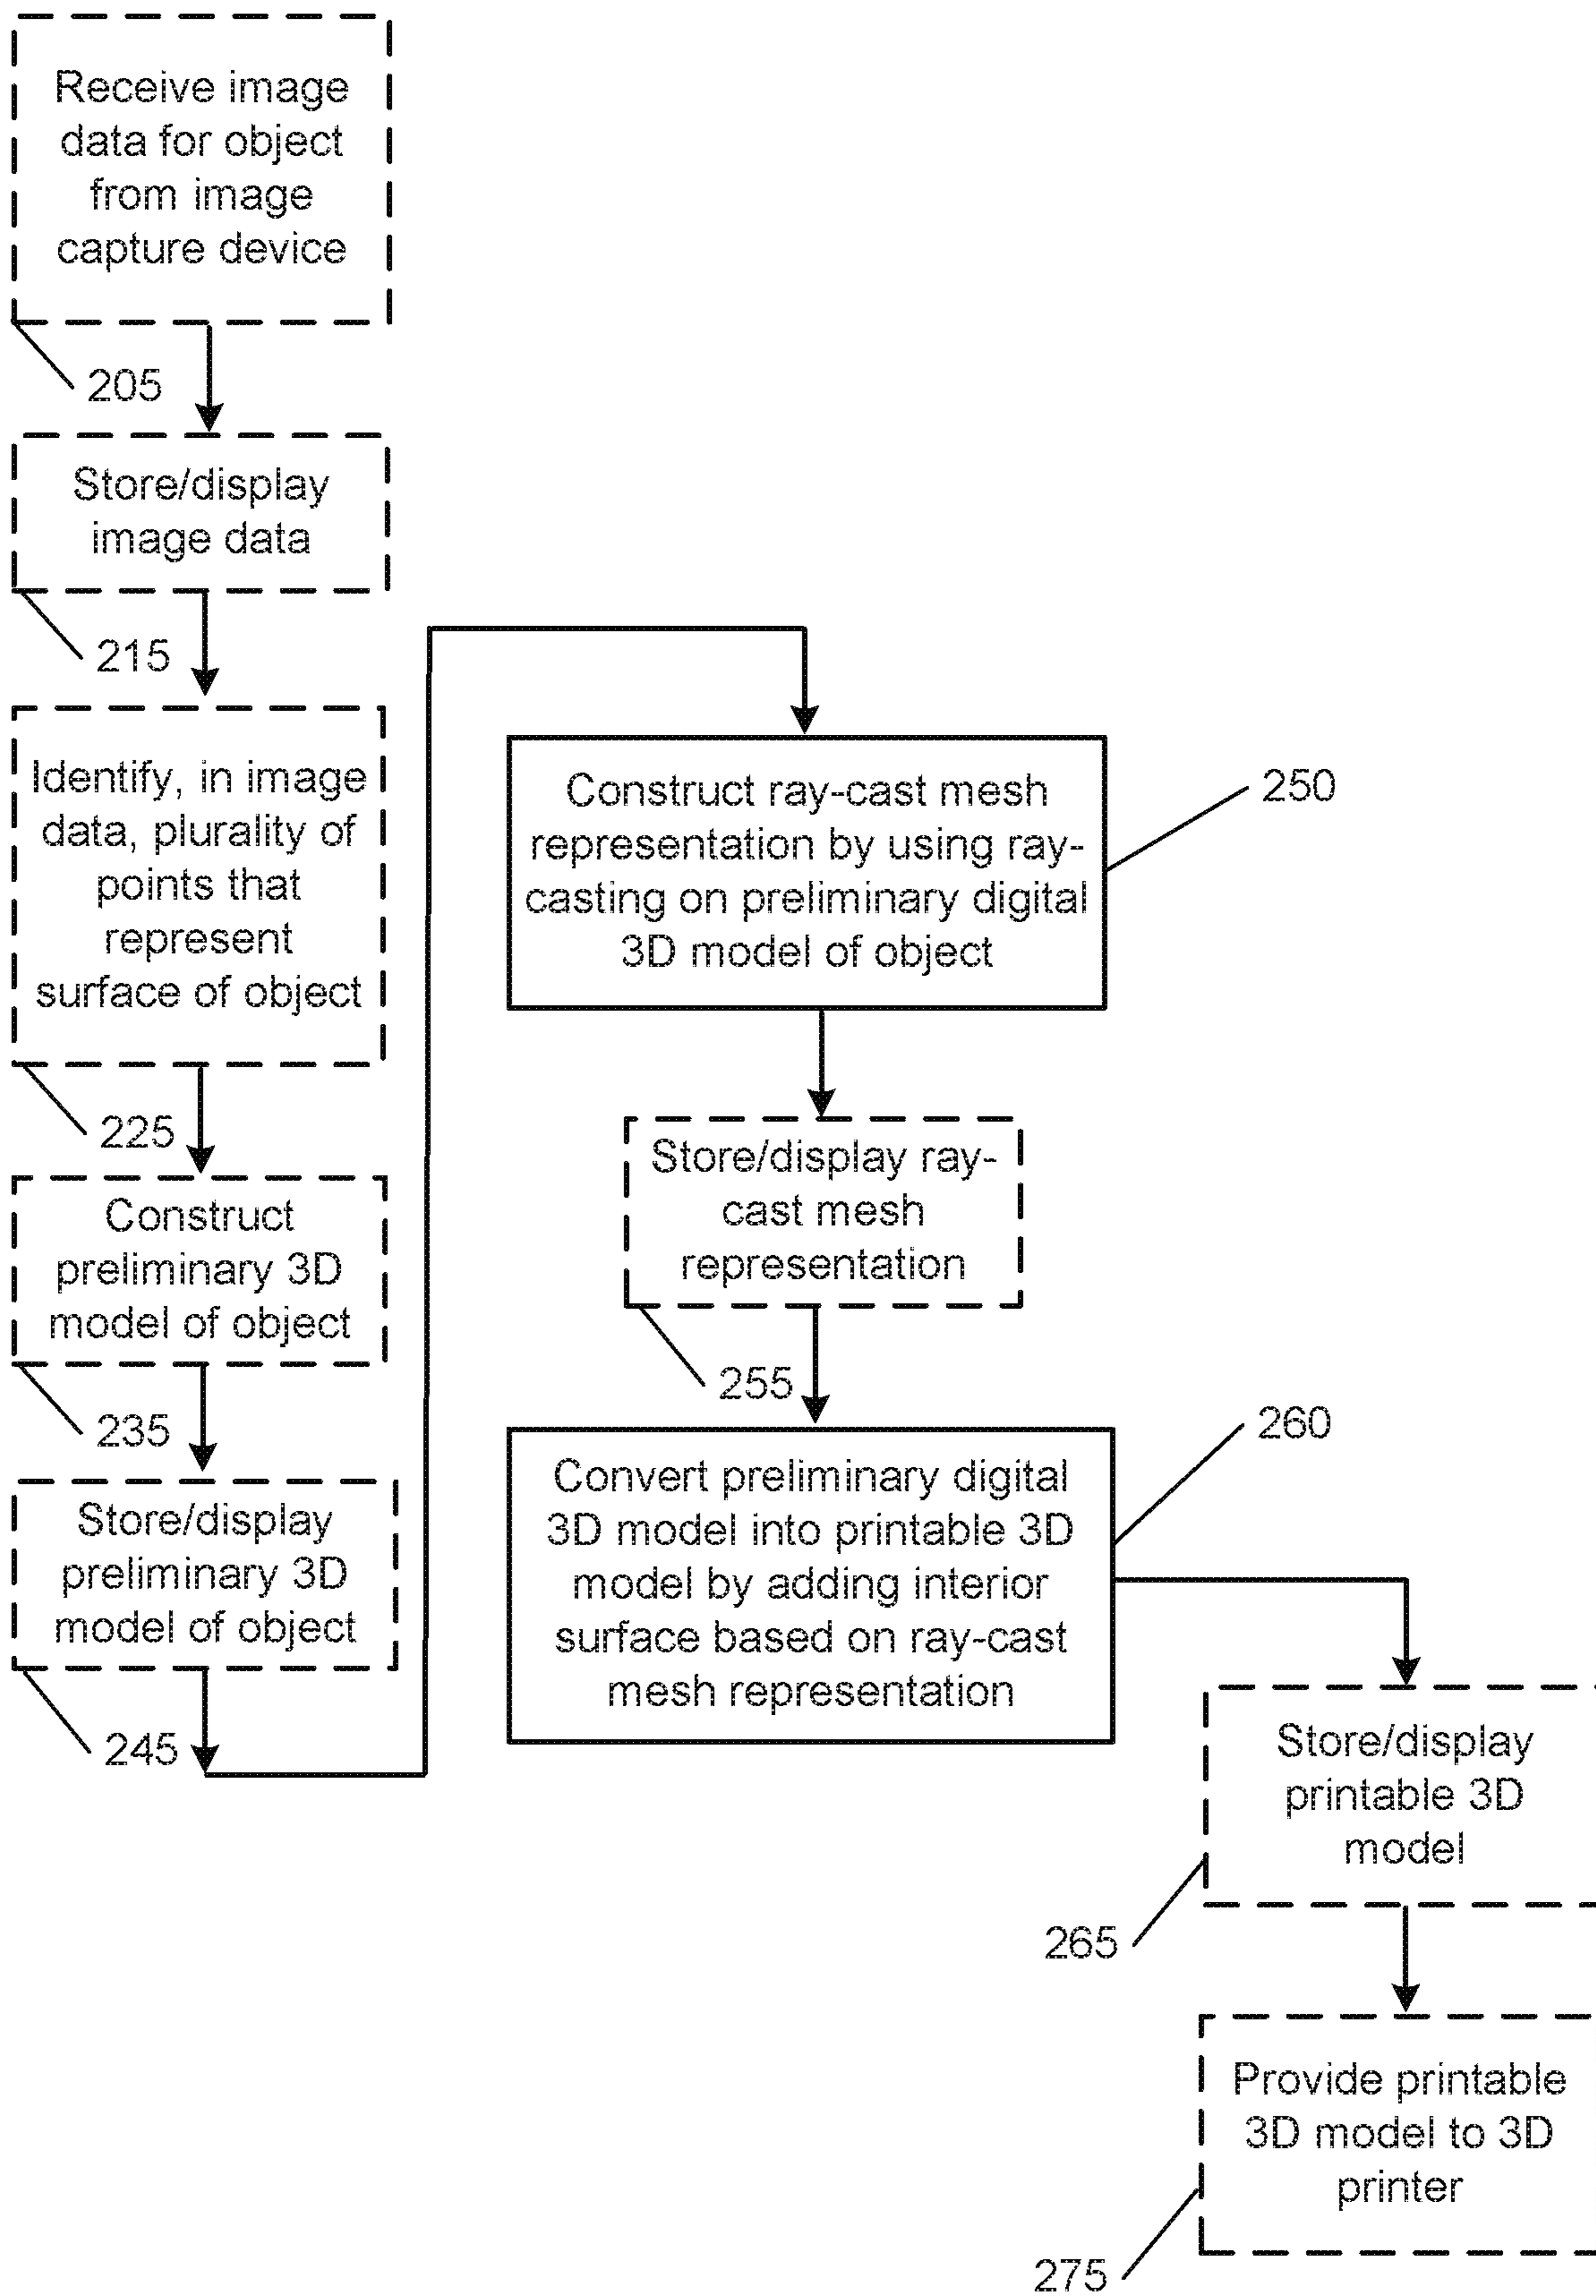 Receive image
data for object
from image
capture device
205
Store/display
image data
215
Identify, in image
data, plurality of
points that
represent
surface of object
225
Construct
preliminary 3D
model of object
235
Store/display
preliminary 3D
model of object
245
Construct ray-cast mesh
representation by using ray-
casting on preliminary digital
3D model of object
250
Store/display ray-
cast mesh
representation
255
Convert preliminary digital
3D model into printable 3D
model by adding interior
surface based on ray-cast
mesh representation
260
Store/display
printable 3D
model
265
Provide printable
3D model to 3D
printer
275